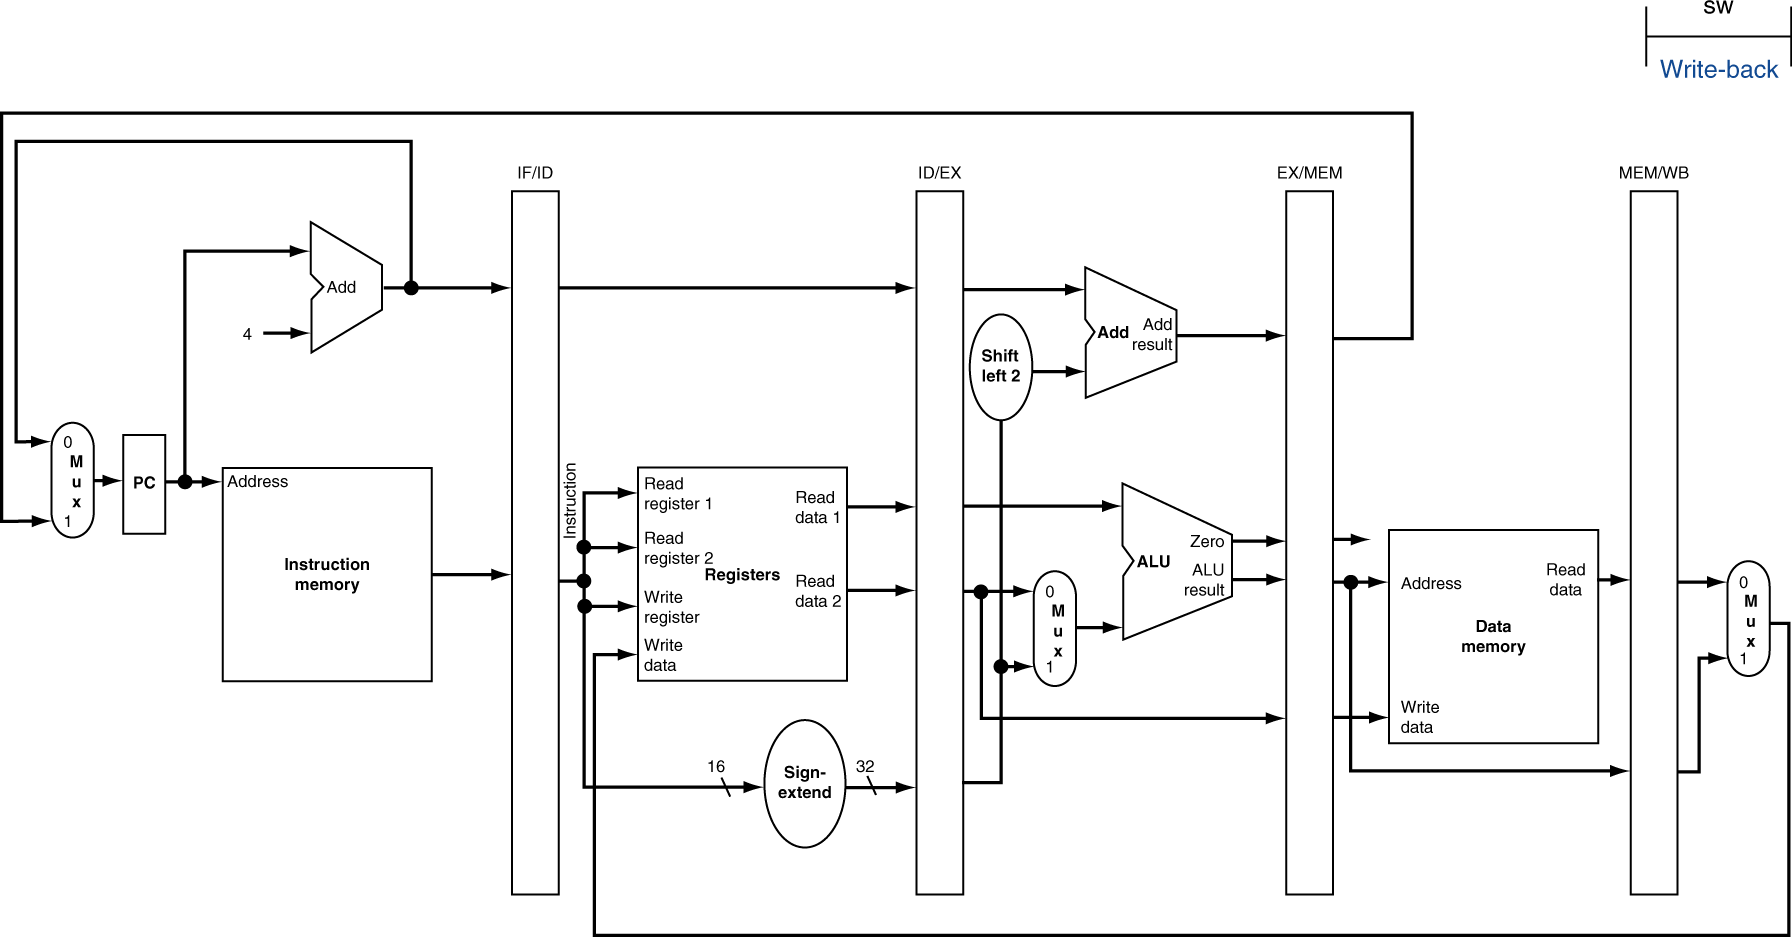 SW
Write-back
IF/ID
ID/EX
EX/MEM
MEM/WB
Add
4
0
M
u
x
1
PC
Address
Instruction
memory
Instruction
Read
register 1
Read
register 2
Write
register
Write
data
Registers
Read
data 1
Read
data 2
16
Sign-
extend
32
Shift
left 2
Add
Add
result
0
M
u
x
1
ALU
Zero
ALU
result
Address
Write
data
Data
memory
Read
data
0
M
u
x
1